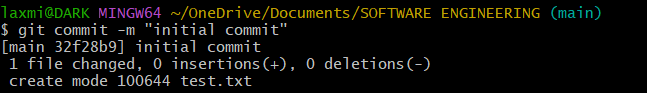 laxmi@DARK MINGW64 ~/OneDrive/Documents/SOFTWARE ENGINEERING (main)
$ git commit -m "initial commit"
[main 32f28b9] initial commit
 1 file changed, 0 insertions(+), 0 deletions(-)
 create mode 100644 test.txt